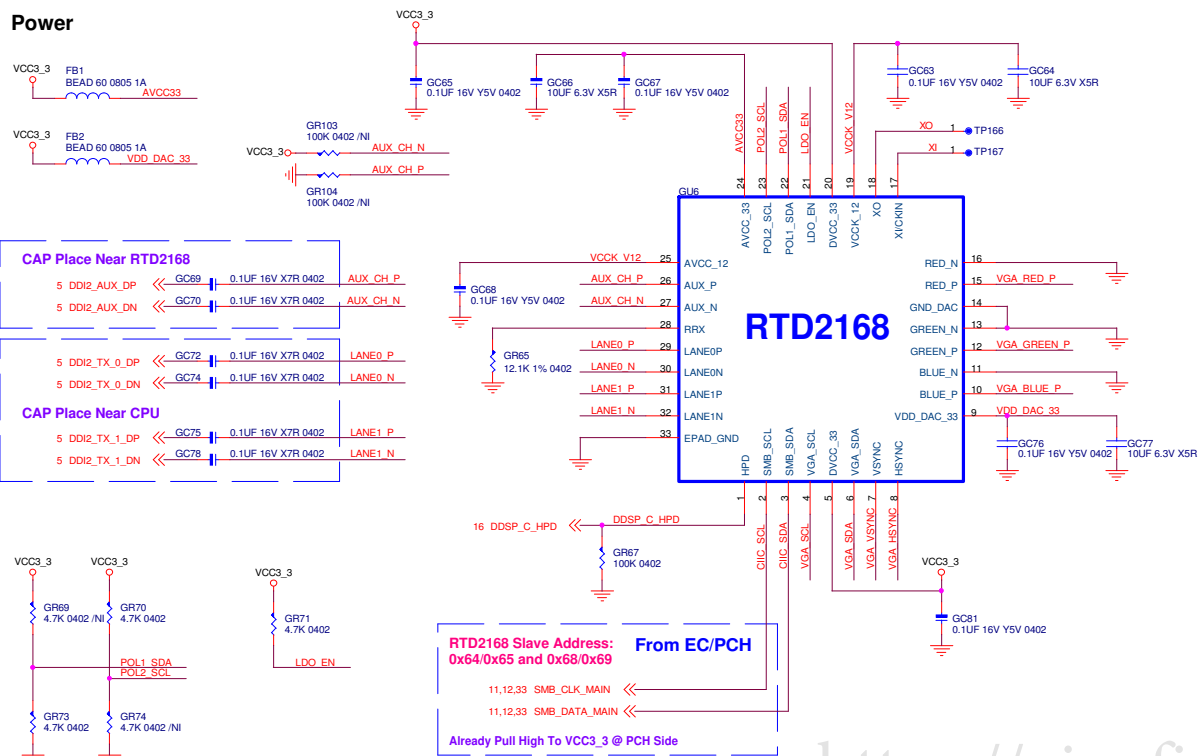 Power
VCC3_3
FB1
BEAD 60 0805 1A
AVCC33
VCC3_3
FB2
BEAD 60 0805 1A
VDD_DAC_33
GR103
100K 0402 /NI
VCC3_3
AUX_CH_N
AUX_CH_P
GR104
100K 0402 /NI
VCC3_3
GC65
0.1UF 16V Y5V 0402
GC66
10UF 6.3V X5R
GC67
0.1UF 16V Y5V 0402
GC63
0.1UF 16V Y5V 0402
GC64
10UF 6.3V X5R
AVCC33
POL2_SCL
POL1_SDA
LDO_EN
VCCK_V12
XO 1 TP166
XI 1 TP167
24 23 22 21 20 19 18 17
GU6
AVCC_33
POL2_SCL
POL1_SDA
LDO_EN
DVCC_33
VCCK_12
XO
XI/CKIN
CAP Place Near RTD2168
5 DDI2_AUX_DP GC69 0.1UF 16V X7R 0402 AUX_CH_P
5 DDI2_AUX_DN GC70 0.1UF 16V X7R 0402 AUX_CH_N
5 DDI2_TX_0_DP GC72 0.1UF 16V X7R 0402 LANE0_P
5 DDI2_TX_0_DN GC74 0.1UF 16V X7R 0402 LANE0_N
CAP Place Near CPU
5 DDI2_TX_1_DP GC75 0.1UF 16V X7R 0402 LANE1_P
5 DDI2_TX_1_DN GC78 0.1UF 16V X7R 0402 LANE1_N
VCCK_V12 25 AVCC_12
AUX_CH_P 26 AUX_P
GC68
0.1UF 16V Y5V 0402
AUX_CH_N 27 AUX_N
28 RRX
GR65
12.1K 1% 0402
LANE0_P 29 LANE0P
LANE0_N 30 LANE0N
LANE1_P 31 LANE1P
LANE1_N 32 LANE1N
33 EPAD_GND
RTD2168
RED_N 16
RED_P 15 VGA_RED_P
GND_DAC 14
GREEN_N 13
GREEN_P 12 VGA_GREEN_P
BLUE_N 11
BLUE_P 10 VGA_BLUE_P
VDD_DAC_33 9 VDD_DAC_33
GC76
0.1UF 16V Y5V 0402
GC77
10UF 6.3V X5R
HPD
SMB_SCL
SMB_SDA
VGA_SCL
DVCC_33
VGA_SDA
VSYNC
HSYNC
1 2 3 4 5 6 7 8
CIIC_SCL
CIIC_SDA
VGA_SCL
VGA_SDA
VGA_VSYNC
VGA_HSYNC
16 DDSP_C_HPD DDSP_C_HPD
GR67
100K 0402
VCC3_3
GC81
0.1UF 16V Y5V 0402
VCC3_3
VCC3_3
GR69
4.7K 0402 /NI
GR70
4.7K 0402
POL1_SDA
POL2_SCL
GR73
4.7K 0402
GR74
4.7K 0402 /NI
VCC3_3
GR71
4.7K 0402
LDO_EN
RTD2168 Slave Address:
0x64/0x65 and 0x68/0x69
From EC/PCH
11,12,33 SMB_CLK_MAIN
11,12,33 SMB_DATA_MAIN
Already Pull High To VCC3_3 @ PCH Side